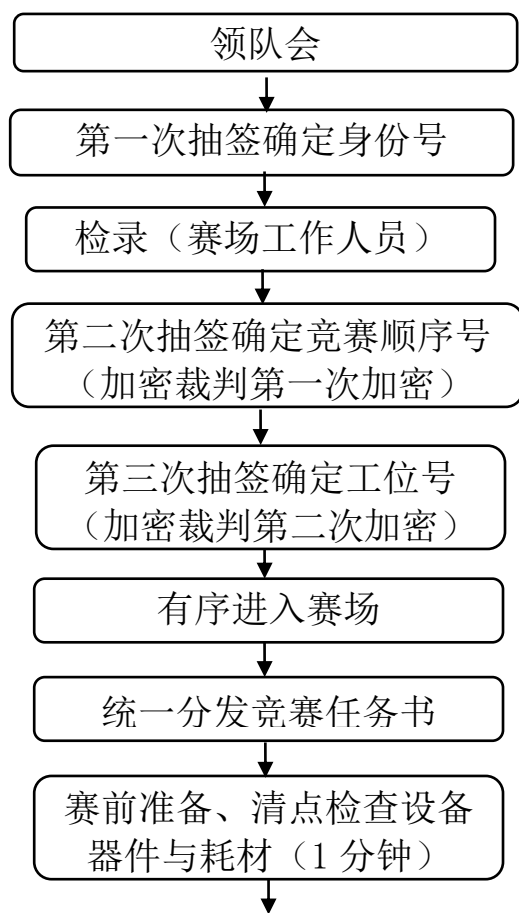 领队会
第一次抽签确定身份号
检录（赛场工作人员）
第二次抽签确定竞赛顺序号
（加密裁判第一次加密）
第三次抽签确定工位号
（加密裁判第二次加密）
有序进入赛场
统一分发竞赛任务书
赛前准备、清点检查设备
器件与耗材（1 分钟）